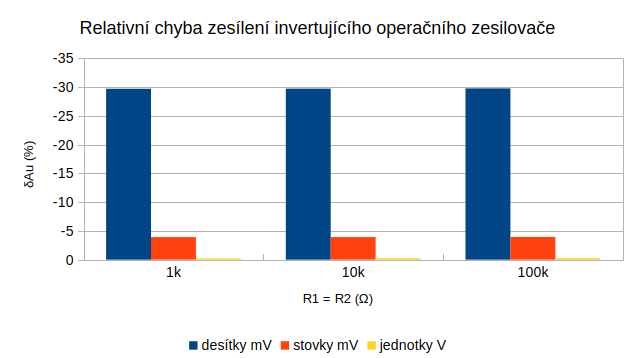 Relativní chyba zesílení invertujícího operačního zesilovače
-35
-30
-25
-20
-15
-10
-5
0
δAu (%)
1k 10k 100k
R1 = R2 (Ω)
desítky mV stovky mV jednotky V